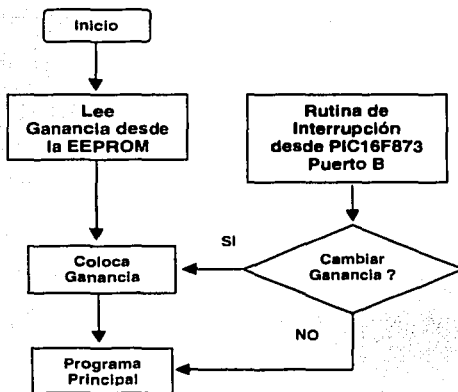 Inicio
Lee
Ganancia desde
la EEPROM
Rutina de
Interrupción
desde PIC16F873
Puerto B
SI
Coloca
Ganancia
Cambiar
Ganancia ?
NO
Programa
Principal